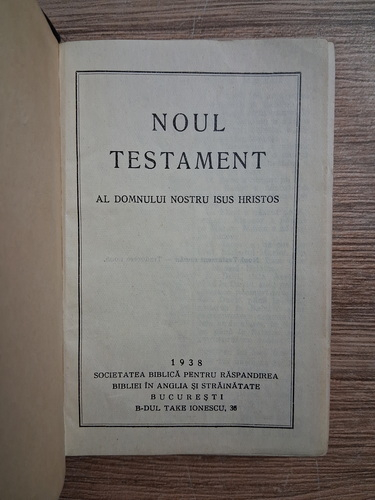 NOUL
TESTAMENT
AL DOMNULUI NOSTRU ISUS HRISTOS
1938
SOCIETATEA BIBLICĂ PENTRU RĂSPANDIREA
BIBLIEI ÎN ANGLIA ȘI STRĂINĂTATE
BUCUREȘTI
B-DUL TAKE IONESCU, 36